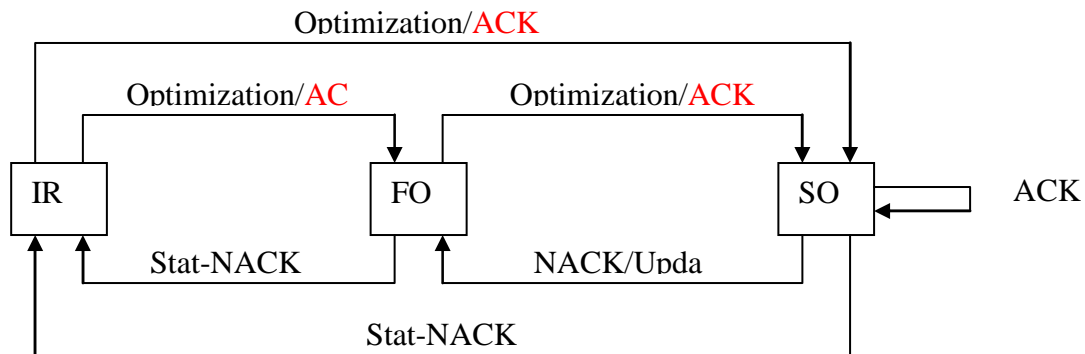 Optimization/ACK
Optimization/AC
Optimization/ACK
IR
FO
SO
ACK
Stat-NACK
NACK/Upda
Stat-NACK